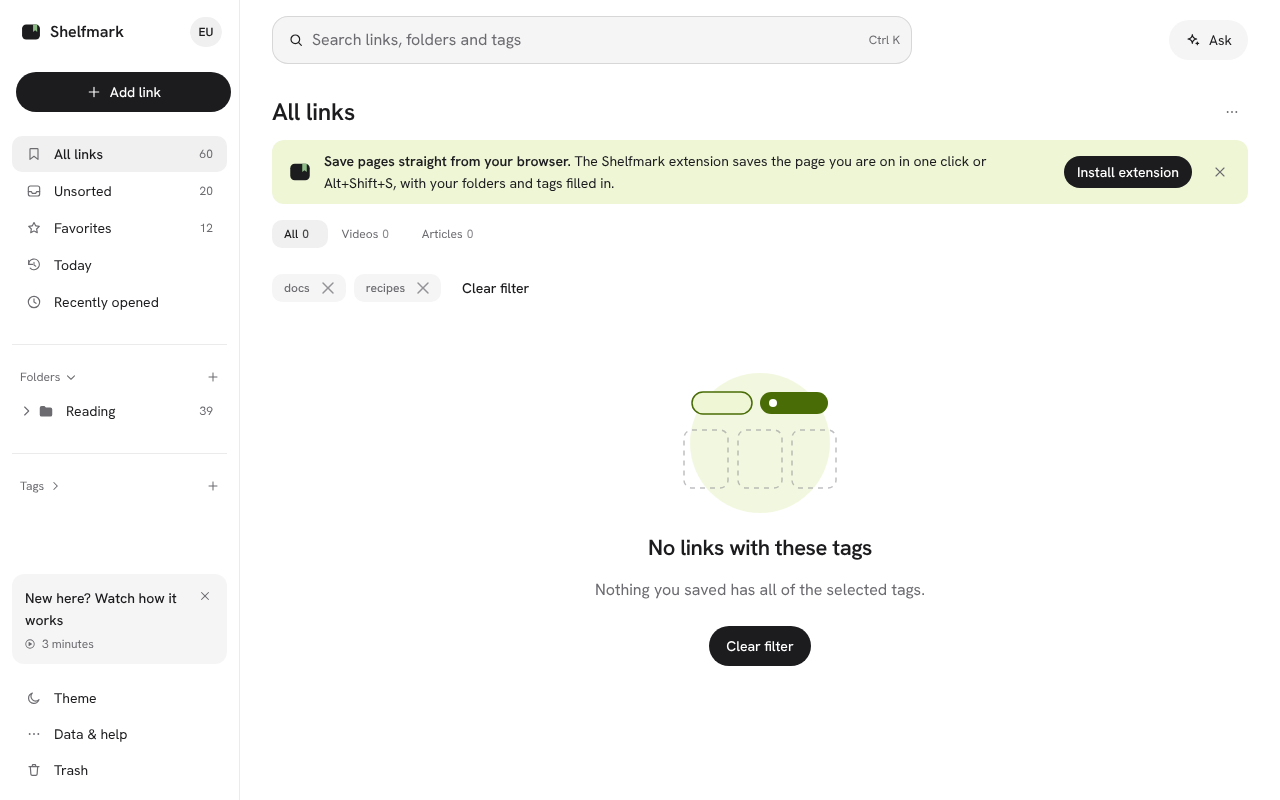 Shelfmark
EU
Add link
All links 60
Unsorted 20
Favorites 12
Today
Recently opened
Folders
Reading 39
Tags
New here? Watch how it
works
3 minutes
Theme
Data & help
Trash
Search links, folders and tags Ctrl K
Ask
All links
Save pages straight from your browser. The Shelfmark extension saves the page you are on in one click or
Alt+Shift+S, with your folders and tags filled in.
Install extension
All 0 Videos 0 Articles 0
docs recipes Clear filter
No links with these tags
Nothing you saved has all of the selected tags.
Clear filter